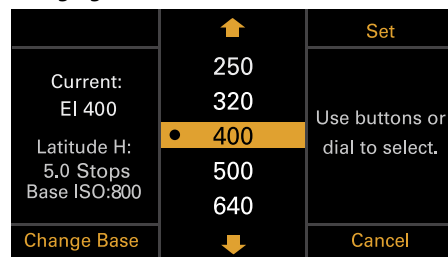 Current:
EI 400
Latitude H:
5.0 Stops
Base ISO:800
Change Base
250
320
400
500
640
Set
Use buttons or
dial to select.
Cancel